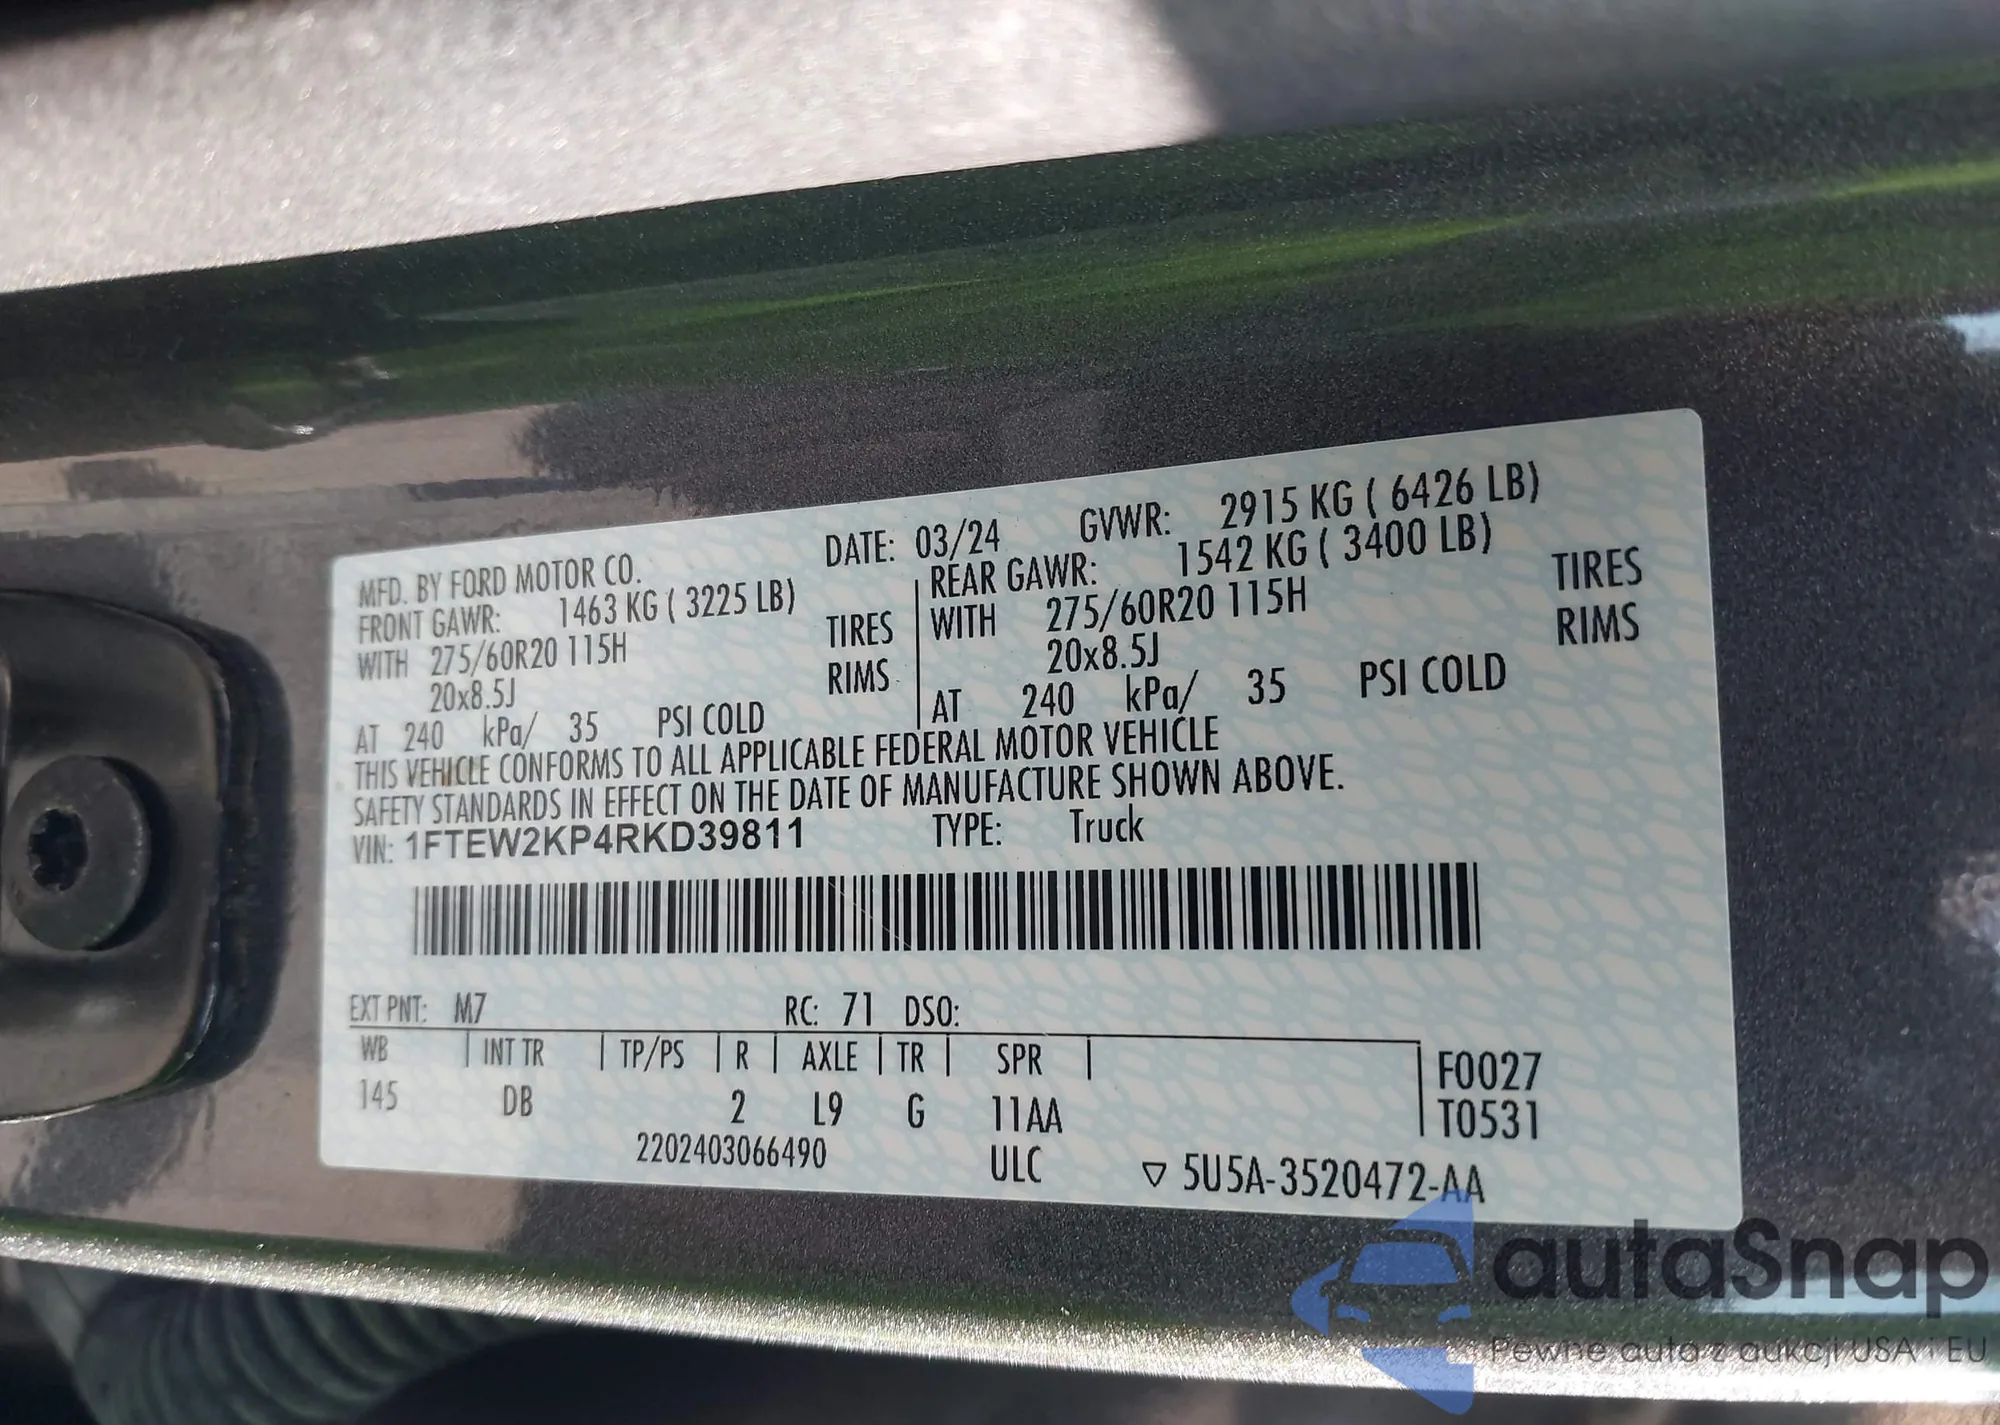 MFD. BY FORD MOTOR CO. DATE: 03/24 GVWR: 2915 KG ( 6426 LB)
FRONT GAWR: 1463 KG ( 3225 LB) REAR GAWR: 1542 KG ( 3400 LB)
WITH 275/60R20 115H TIRES WITH 275/60R20 115H TIRES
20x8.5J RIMS 20x8.5J RIMS
AT 240 kPa/ 35 PSI COLD AT 240 kPa/ 35 PSI COLD
THIS VEHICLE CONFORMS TO ALL APPLICABLE FEDERAL MOTOR VEHICLE
SAFETY STANDARDS IN EFFECT ON THE DATE OF MANUFACTURE SHOWN ABOVE.
VIN: 1FTEW2KP4RKD39811 TYPE: Truck
EXT PNT: M7 RC: 71 DSO:
WB INT TR TP/PS R AXLE TR SPR F0027
145 DB 2 L9 G 11AA T0531
2202403066490 ULC ▽ 5U5A-3520472-AA
autaSnap
Pewne auta z aukcji USA i EU